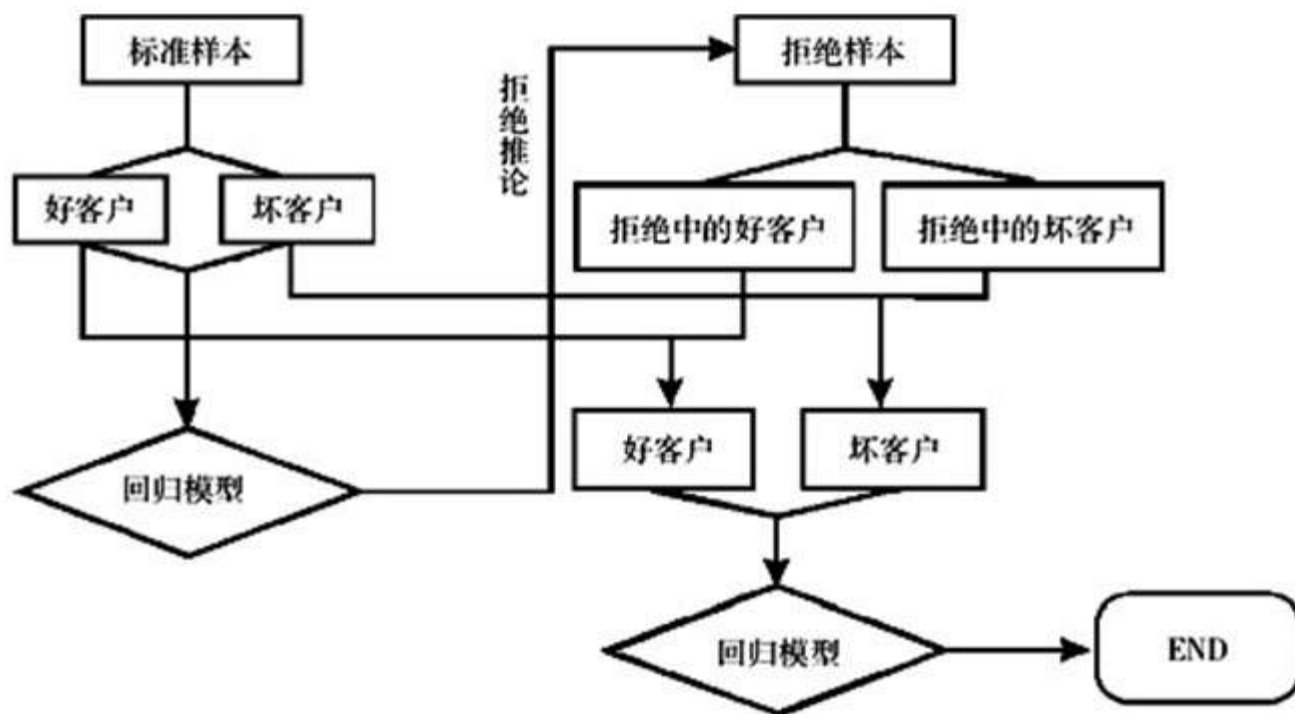 标准样本
拒绝样本
拒绝推论
好客户
坏客户
拒绝中的好客户
拒绝中的坏客户
好客户
坏客户
回归模型
回归模型
END